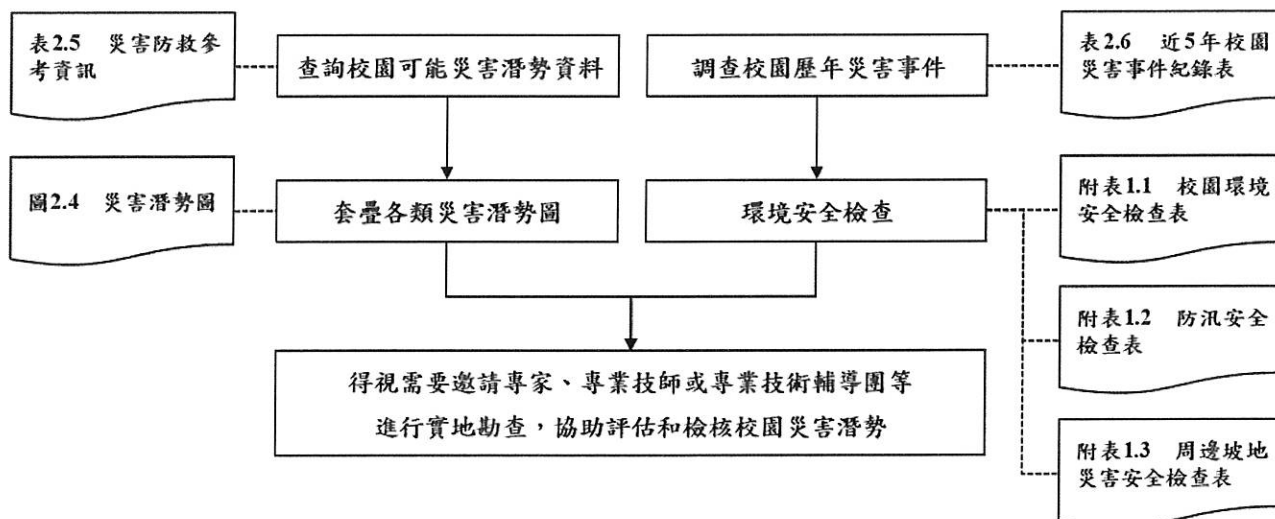 表2.5 災害防救參
考資訊
查詢校園可能災害潛勢資料
調查校園歷年災害事件
表2.6 近5年校園
災害事件紀錄表
圖2.4 災害潛勢圖
套疊各類災害潛勢圖
環境安全檢查
附表1.1 校園環境
安全檢查表
附表1.2 防汛安全
檢查表
得視需要邀請專家、專業技師或專業技術輔導團等
進行實地勘查，協助評估和檢核校園災害潛勢
附表1.3 周邊坡地
災害安全檢查表